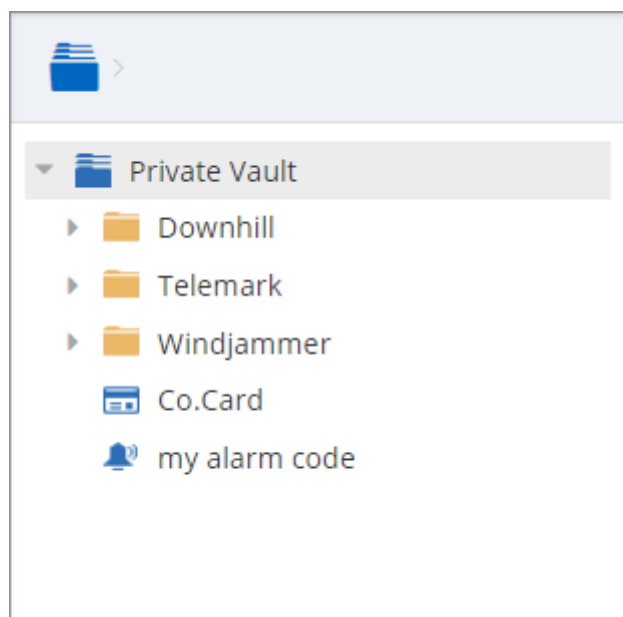 Private Vault
Downhill
Telemark
Windjammer
Co.Card
my alarm code